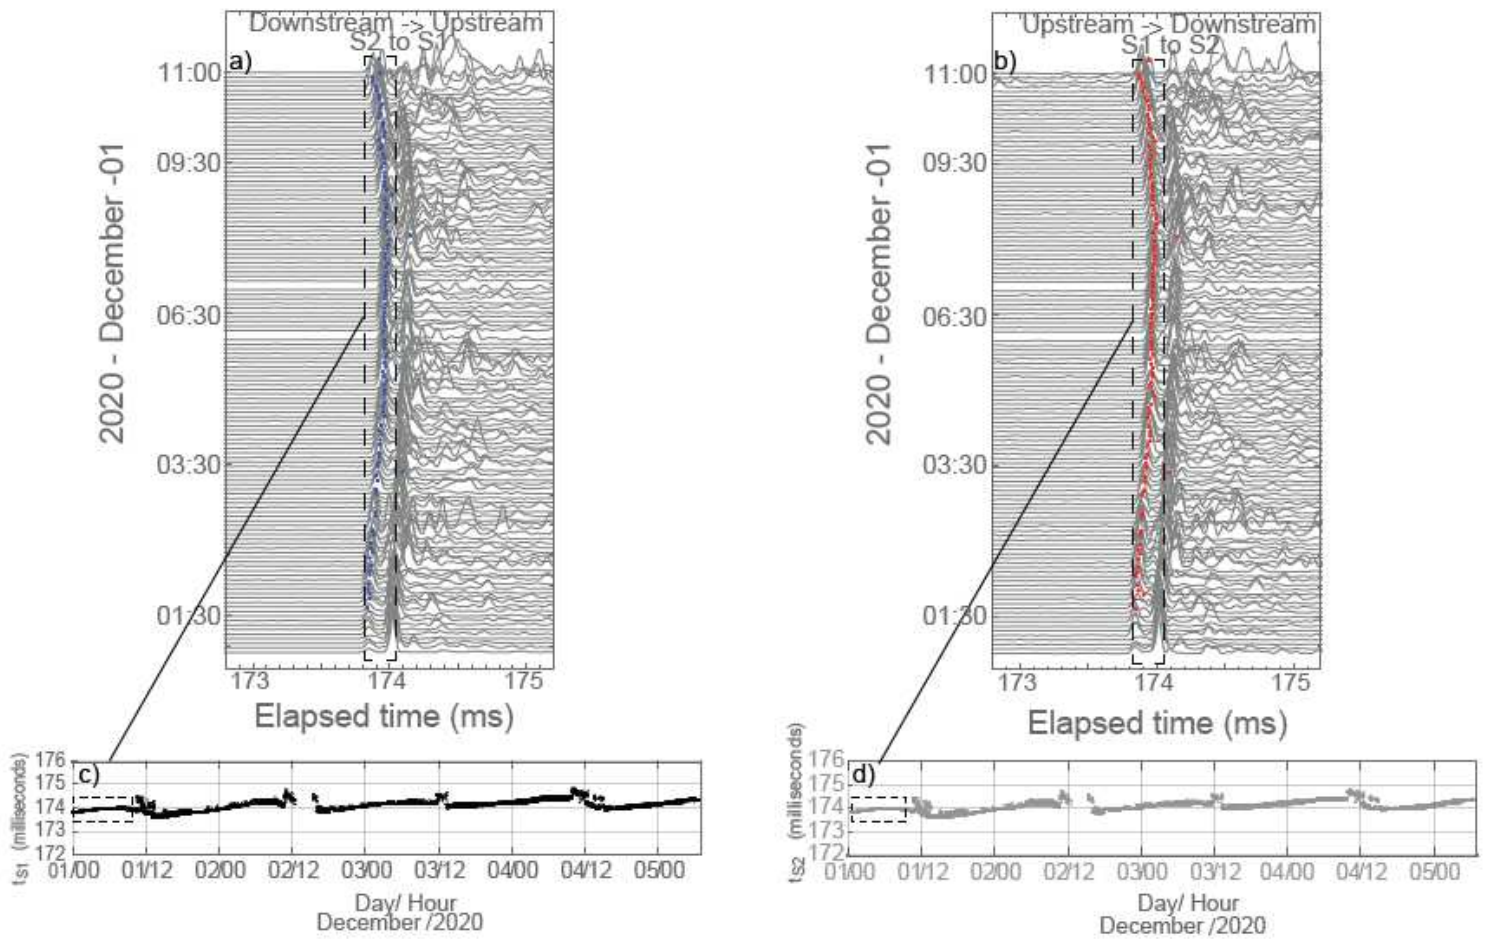 Downstream -> Upstream
S2 to S1
a)
11:00
09:30
06:30
03:30
01:30
2020 - December -01
173 174 175
Elapsed time (ms)
Upstream -> Downstream
S1 to S2
b)
11:00
09:30
06:30
03:30
01:30
2020 - December -01
173 174 175
Elapsed time (ms)
c)
176
175
174
173
172
tS1 (milliseconds)
01/00 01/12 02/00 02/12 03/00 03/12 04/00 04/12 05/00
Day/ Hour
December /2020
d)
176
175
174
173
172
tS2 (milliseconds)
01/00 01/12 02/00 02/12 03/00 03/12 04/00 04/12 05/00
Day/ Hour
December /2020